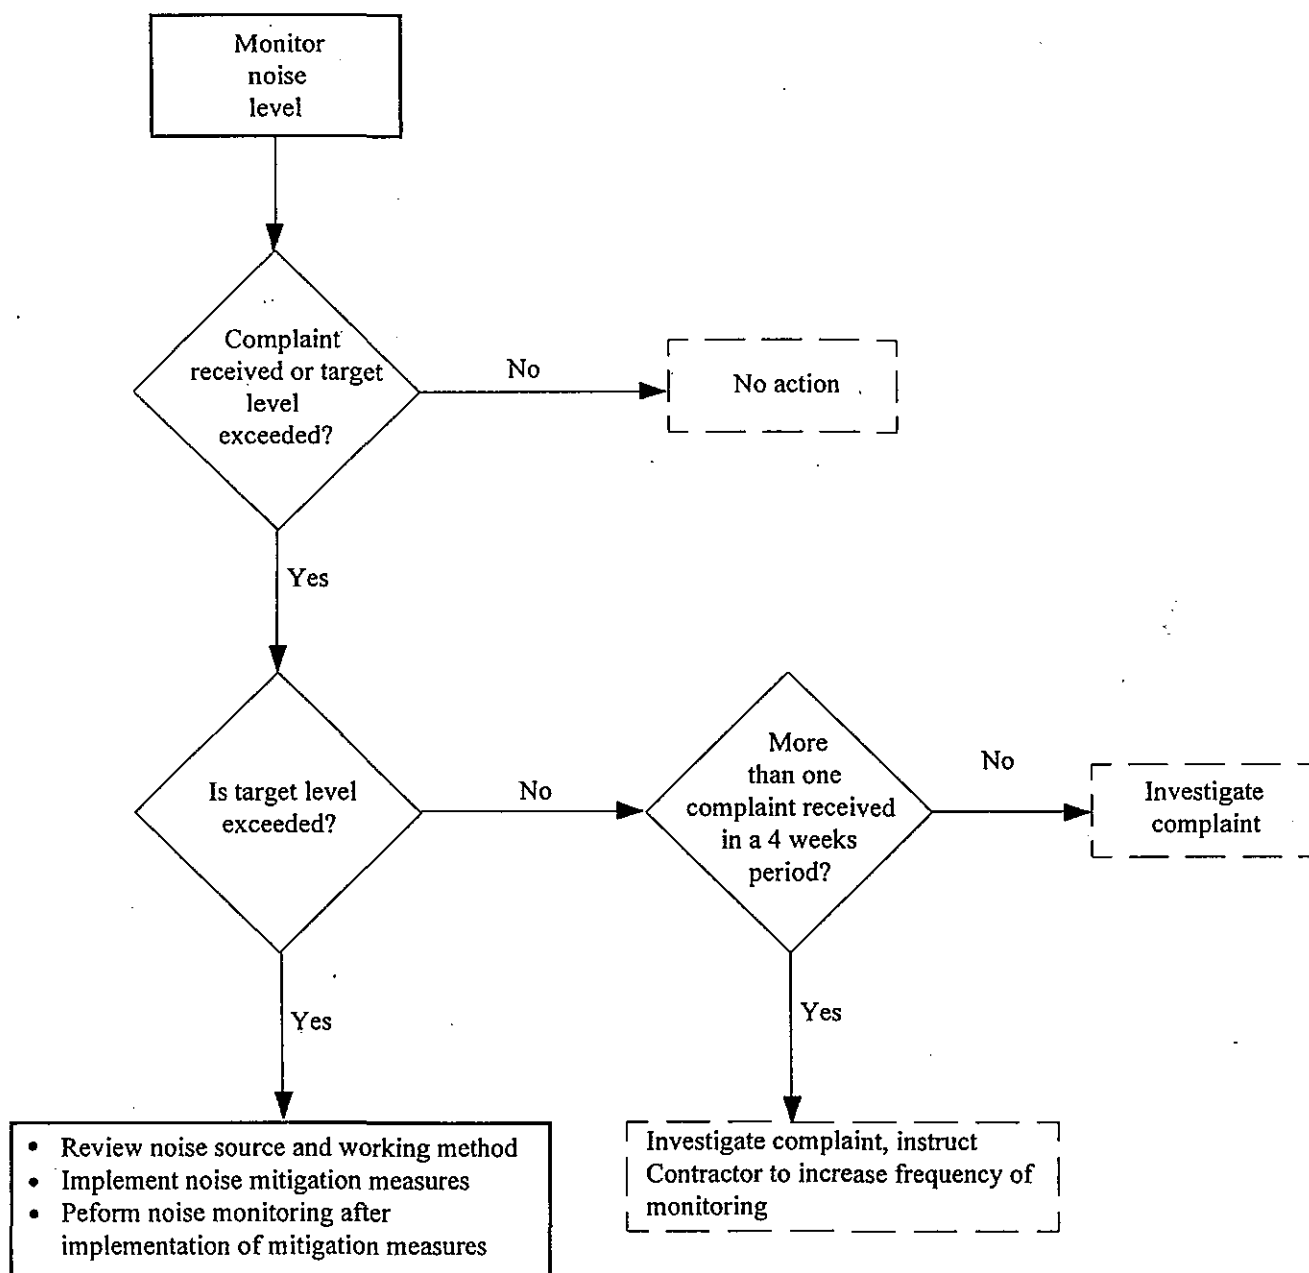 Monitor
noise
level
Complaint
received or target
level
exceeded?
No
No action
Yes
Is target level
exceeded?
No
More
than one
complaint received
in a 4 weeks
period?
No
Investigate
complaint
Yes
Yes
• Review noise source and working method
• Implement noise mitigation measures
• Peform noise monitoring after
implementation of mitigation measures
Investigate complaint, instruct
Contractor to increase frequency of
monitoring